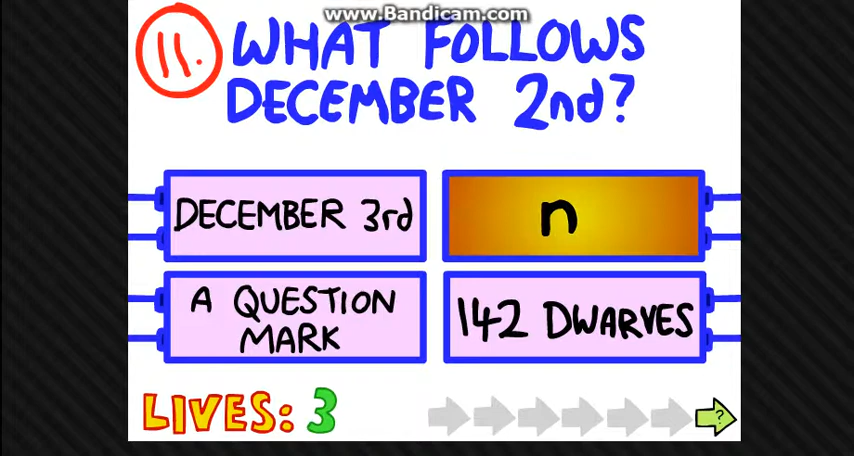 www.Bandicam.com
11. WHAT FOLLOWS
DECEMBER 2nd?
DECEMBER 3rd
n
A QUESTION
MARK
142 DWARVES
LIVES: 3
?